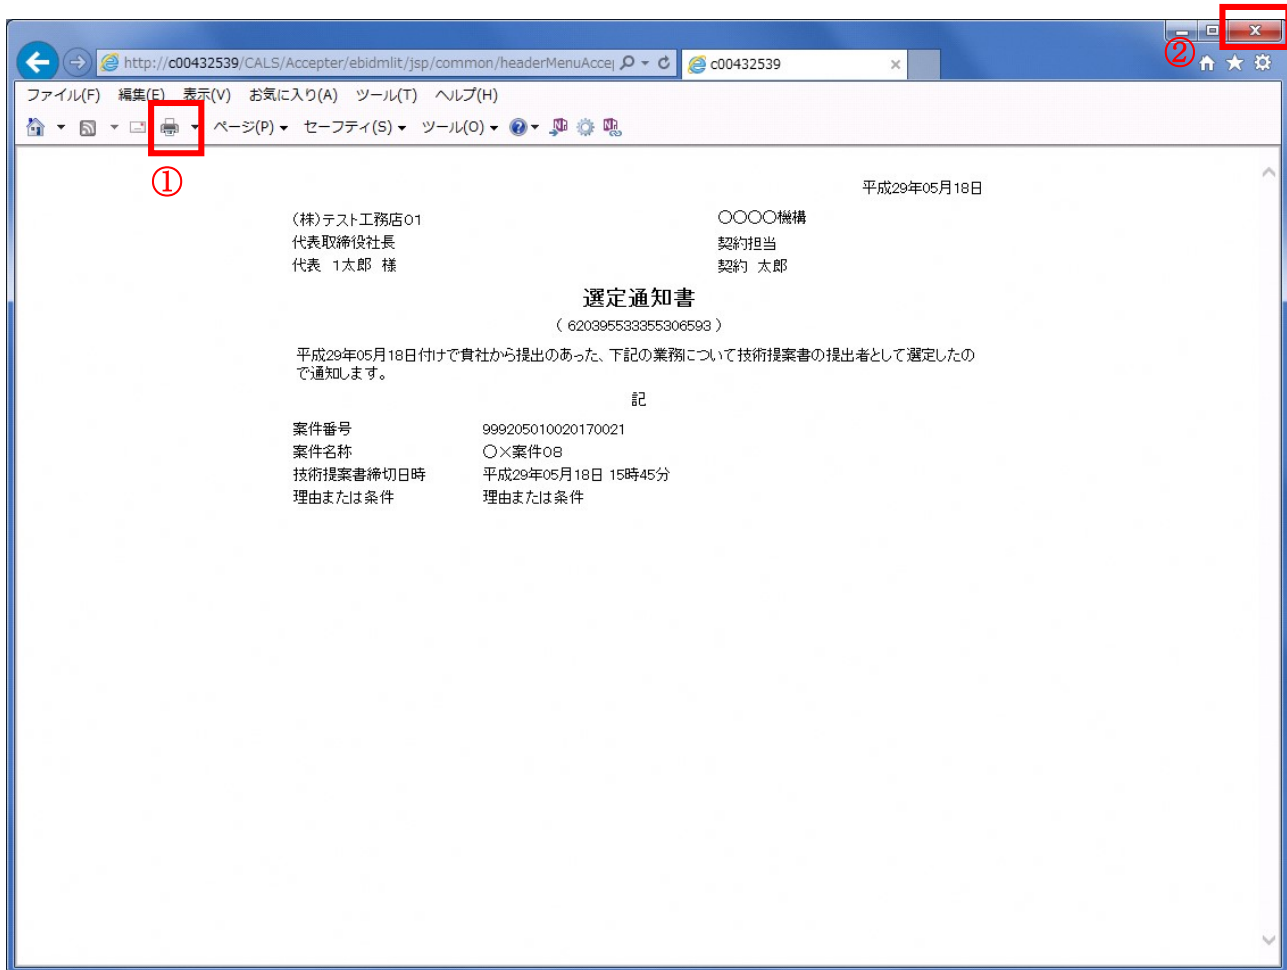 ②
http://c00432539/CALS/Accepter/ebidmlit/jsp/common/headerMenuAccep
c00432539
ファイル(F) 編集(E) 表示(V) お気に入り(A) ツール(T) ヘルプ(H)
ページ(P) セーフティ(S) ツール(O)
①
平成29年05月18日
(株)テスト工務店01
○○○○機構
代表取締役社長
契約担当
代表 1太郎 様
契約 太郎
選定通知書
( 620395533355306593 )
平成29年05月18日付けで貴社から提出のあった、下記の業務について技術提案書の提出者として選定したの
で通知します。
記
案件番号 999205010020170021
案件名称 ○×案件08
技術提案書締切日時 平成29年05月18日 15時45分
理由または条件 理由または条件